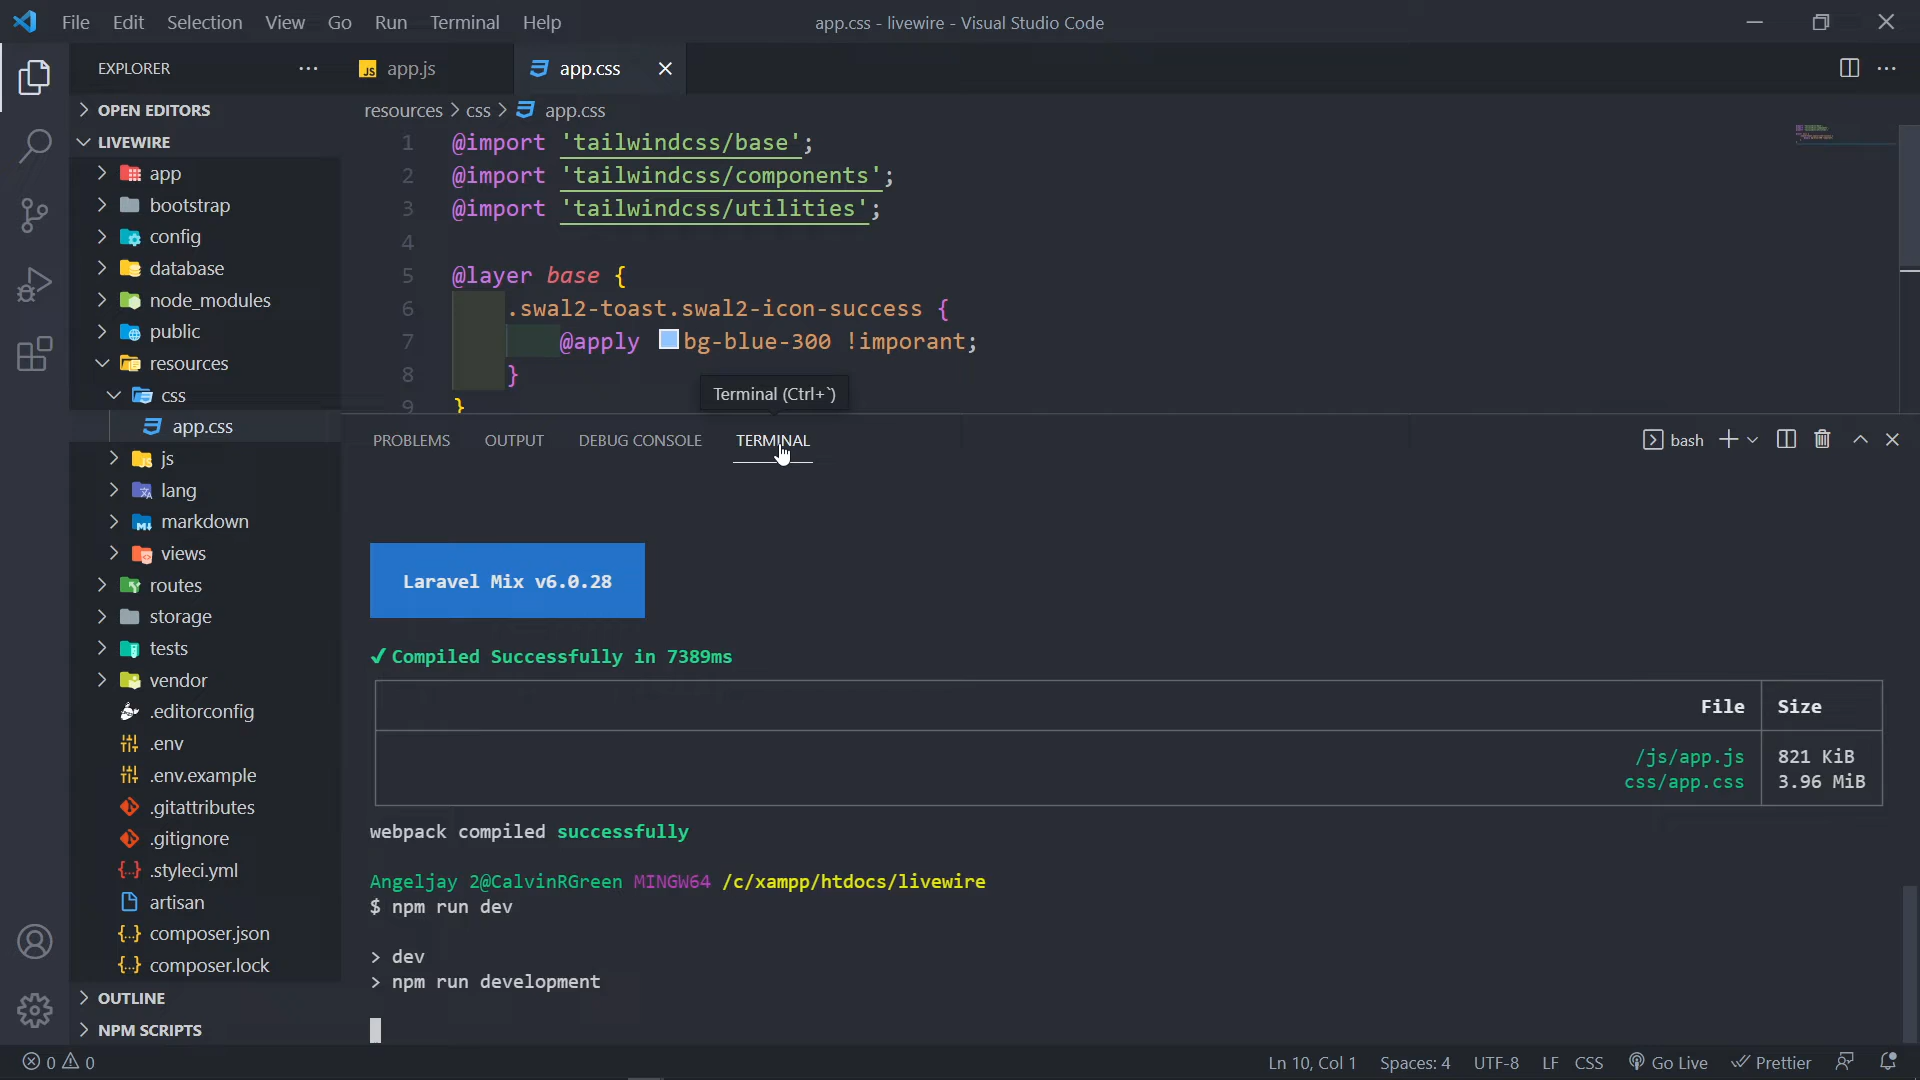 File Edit Selection View Go Run Terminal Help
app.css - livewire - Visual Studio Code
EXPLORER
app.js
app.css
OPEN EDITORS
LIVEWIRE
app
bootstrap
config
database
node_modules
public
resources
css
app.css
js
lang
markdown
views
routes
storage
tests
vendor
.editorconfig
.env
.env.example
.gitattributes
.gitignore
.styleci.yml
artisan
composer.json
composer.lock
OUTLINE
NPM SCRIPTS
resources > css > app.css
1 @import 'tailwindcss/base';
2 @import 'tailwindcss/components';
3 @import 'tailwindcss/utilities';
4
5 @layer base {
6 .swal2-toast.swal2-icon-success {
7 @apply bg-blue-300 !imporant;
8 }
9 }
Terminal (Ctrl+`)
PROBLEMS OUTPUT DEBUG CONSOLE TERMINAL
bash
Laravel Mix v6.0.28
✔ Compiled Successfully in 7389ms
File Size
/js/app.js 821 KiB
css/app.css 3.96 MiB
webpack compiled successfully
Angeljay 2@CalvinRGreen MINGW64 /c/xampp/htdocs/livewire
$ npm run dev
> dev
> npm run development
0 0
Ln 10, Col 1 Spaces: 4 UTF-8 LF CSS Go Live Prettier